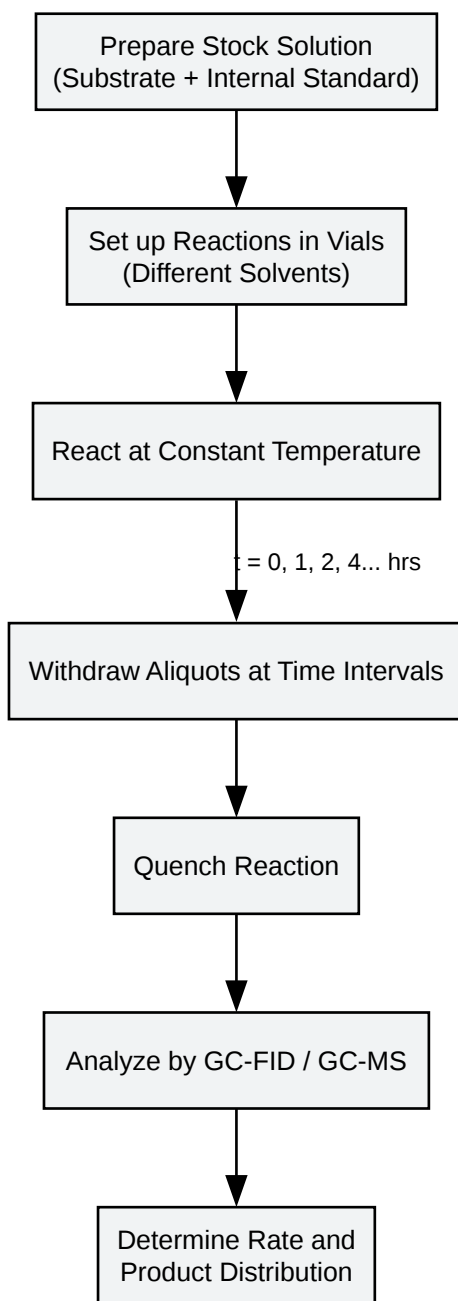 Prepare Stock Solution
(Substrate + Internal Standard)
Set up Reactions in Vials
(Different Solvents)
React at Constant Temperature
t = 0, 1, 2, 4... hrs
Withdraw Aliquots at Time Intervals
Quench Reaction
Analyze by GC-FID / GC-MS
Determine Rate and
Product Distribution